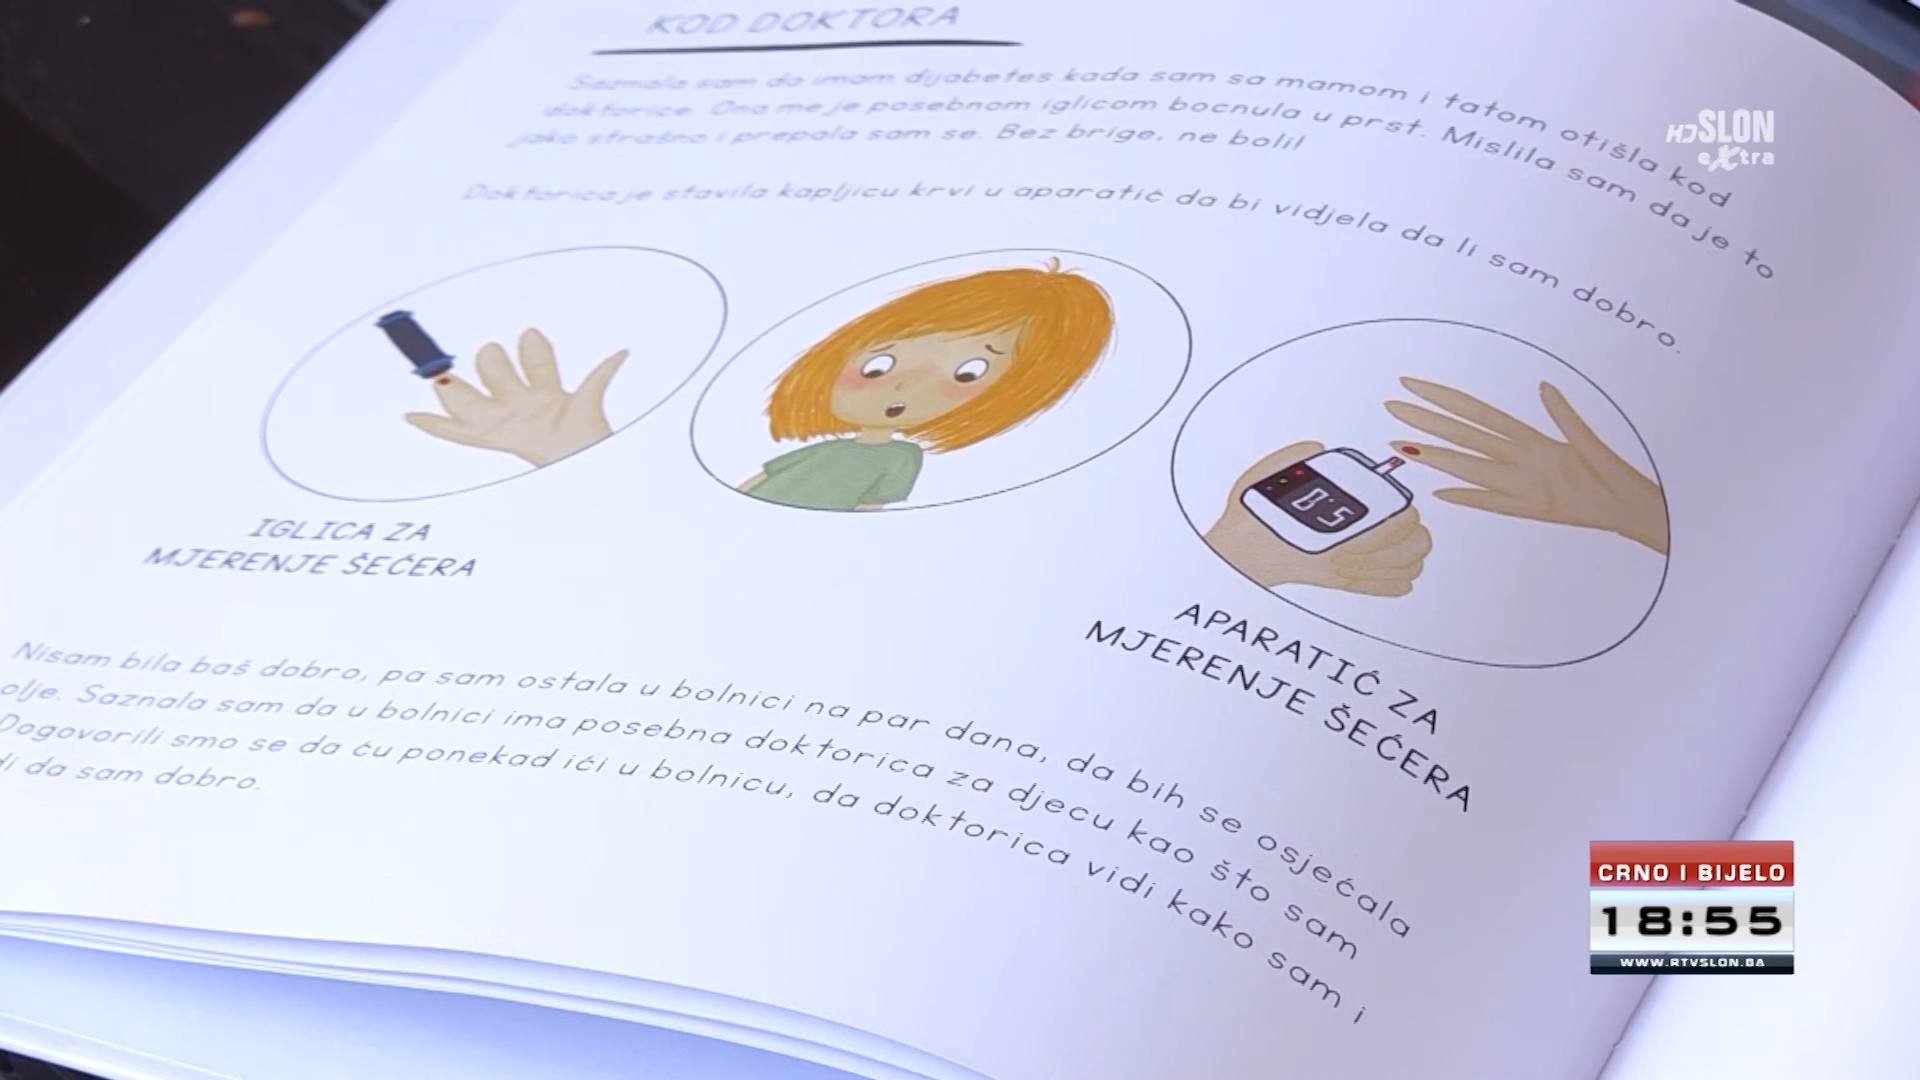 KOD DOKTORA
Saznala sam da imam dijabetes kada sam sa mamom i tatom otišla kod
doktorice. Ona me je posebnom iglicom bocnula u prst. Mislila sam da je to
jako strašno i prepala sam se. Bez brige, ne boli!
Doktorica je stavila kapljicu krvi u aparatić da bi vidjela da li sam dobro.
IGLICA ZA
MJERENJE ŠEĆERA
APARATIĆ ZA
MJERENJE ŠEĆERA
Nisam bila baš dobro, pa sam ostala u bolnici na par dana, da bih se osjećala
olje. Saznala sam da u bolnici ima posebna doktorica za djecu kao što sam
Dogovorili smo se da ću ponekad ići u bolnicu, da doktorica vidi kako sam i
di da sam dobro.
HD SLON
eXtra
CRNO I BIJELO
18:55
WWW.RTVSLON.BA